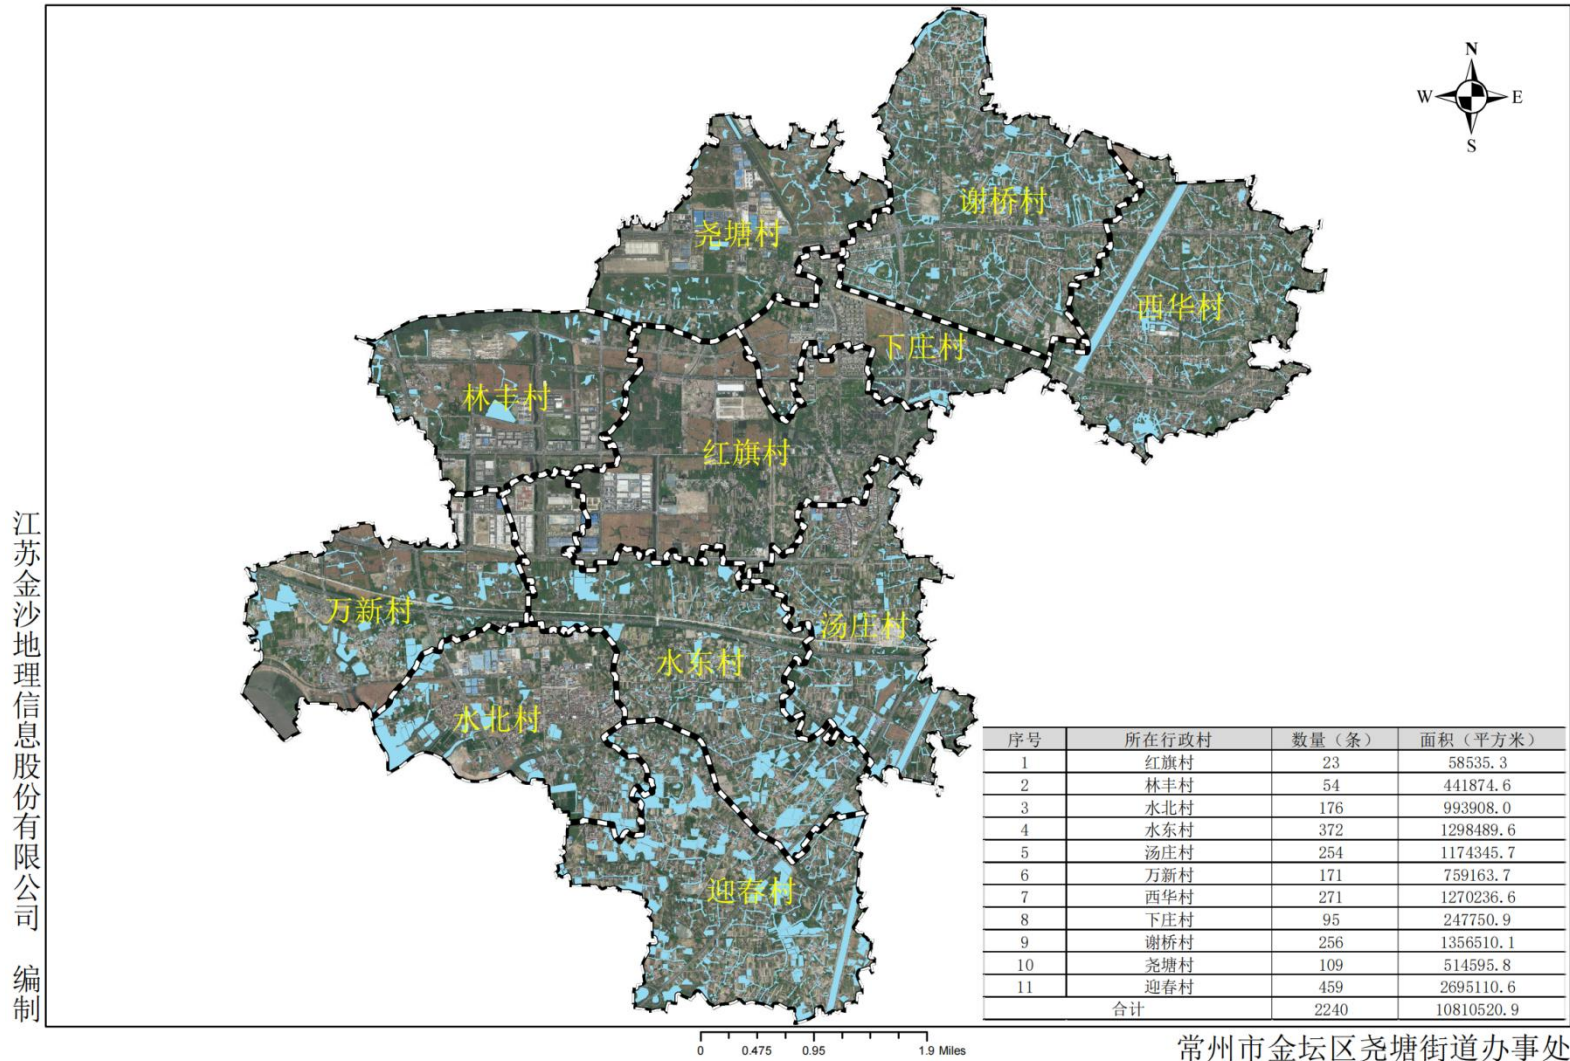 N
W E
S
谢桥村
尧塘村
西华村
下庄村
林丰村
红旗村
万新村
汤庄村
水东村
水北村
迎春村
江苏金沙地理信息股份有限公司 编制
序号 所在行政村 数量（条） 面积（平方米）
1 红旗村 23 58535.3
2 林丰村 54 441874.6
3 水北村 176 993908.0
4 水东村 372 1298489.6
5 汤庄村 254 1174345.7
6 万新村 171 759163.7
7 西华村 271 1270236.6
8 下庄村 95 247750.9
9 谢桥村 256 1356510.1
10 尧塘村 109 514595.8
11 迎春村 459 2695110.6
合计 2240 10810520.9
0 0.475 0.95 1.9 Miles
常州市金坛区尧塘街道办事处